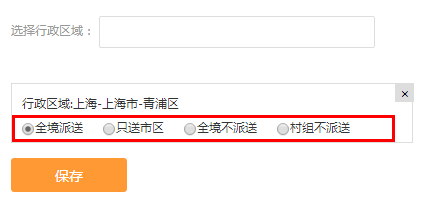 选择行政区域：
×
行政区域:上海-上海市-青浦区
全境派送 只送市区 全境不派送 村组不派送
保存